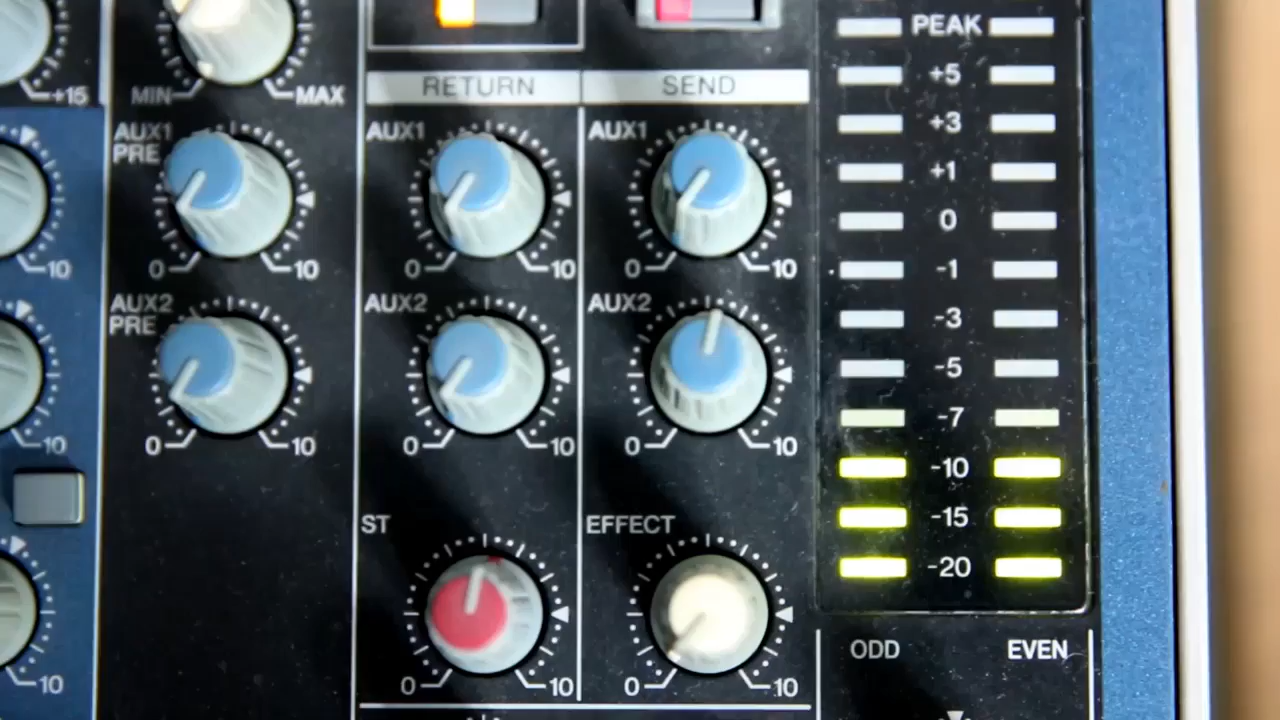 +15
MIN MAX
RETURN SEND
PEAK
+5
+3
+1
0
-1
-3
-5
-7
-10
-15
-20
AUX1
PRE
0 10
AUX1
0 10
AUX1
0 10
10
AUX2
PRE
0 10
AUX2
0 10
AUX2
0 10
10
ST
0 10
EFFECT
0 10
10
ODD EVEN